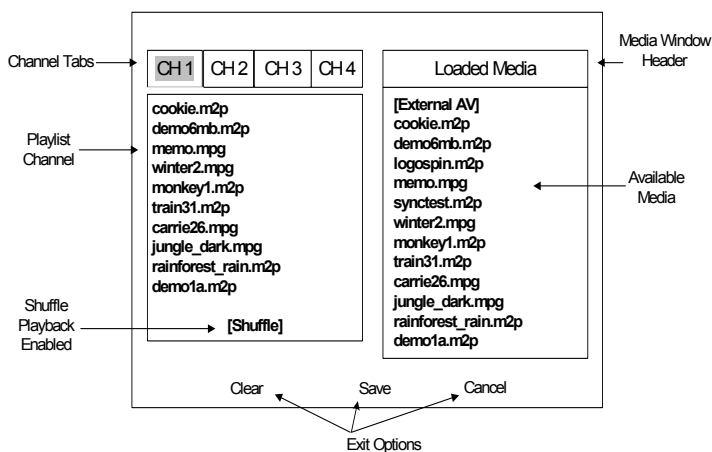 Channel Tabs
CH 1 CH 2 CH 3 CH 4
Loaded Media
Media Window
Header
Playlist
Channel
cookie.m2p
demo6mb.m2p
memo.mpg
winter2.mpg
monkey1.m2p
train31.m2p
carrie26.mpg
jungle_dark.mpg
rainforest_rain.m2p
demo1a.m2p
[Shuffle]
Shuffle
Playback
Enabled
[External AV]
cookie.m2p
demo6mb.m2p
logospin.m2p
memo.mpg
synctest.m2p
winter2.mpg
monkey1.m2p
train31.m2p
carrie26.mpg
jungle_dark.mpg
rainforest_rain.m2p
demo1a.m2p
Available
Media
Clear Save Cancel
Exit Options